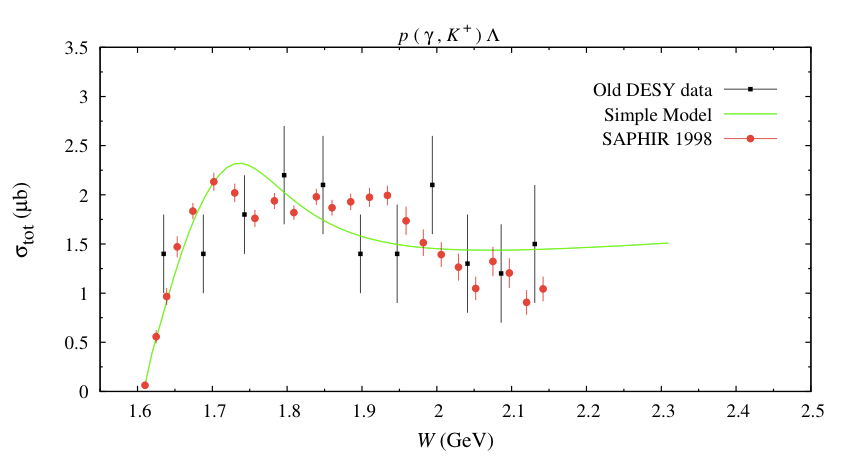 p ( γ , K⁺ ) Λ
3.5
3
2.5
2
1.5
1
0.5
0
σtot (μb)
Old DESY data
Simple Model
SAPHIR 1998
1.6 1.7 1.8 1.9 2 2.1 2.2 2.3 2.4 2.5
W (GeV)